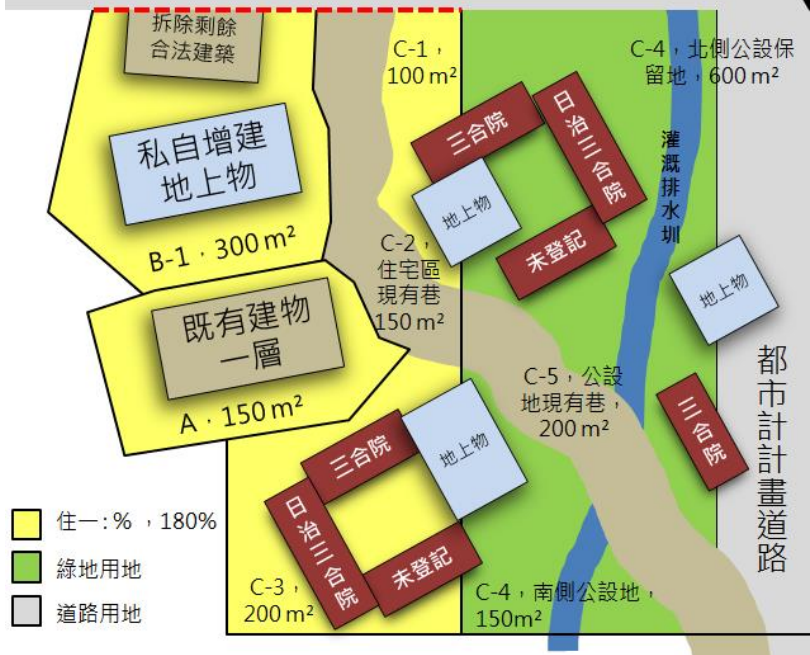 拆除剩餘
合法建築
C-1，
100 m²
C-4，北側公設保
留地，600 m²
私自增建
地上物
B-1，300 m²
三合院
日治三合院
地上物
未登記
灌溉排水圳
C-2，
住宅區
現有巷
150 m²
地上物
既有建物
一層
A，150 m²
C-5，公設
地現有巷，
200 m²
都市計計畫道路
三合院
三合院
地上物
日治三合院
未登記
C-3，
200 m²
C-4，南側公設地，
150m²
住一:%，180%
綠地用地
道路用地